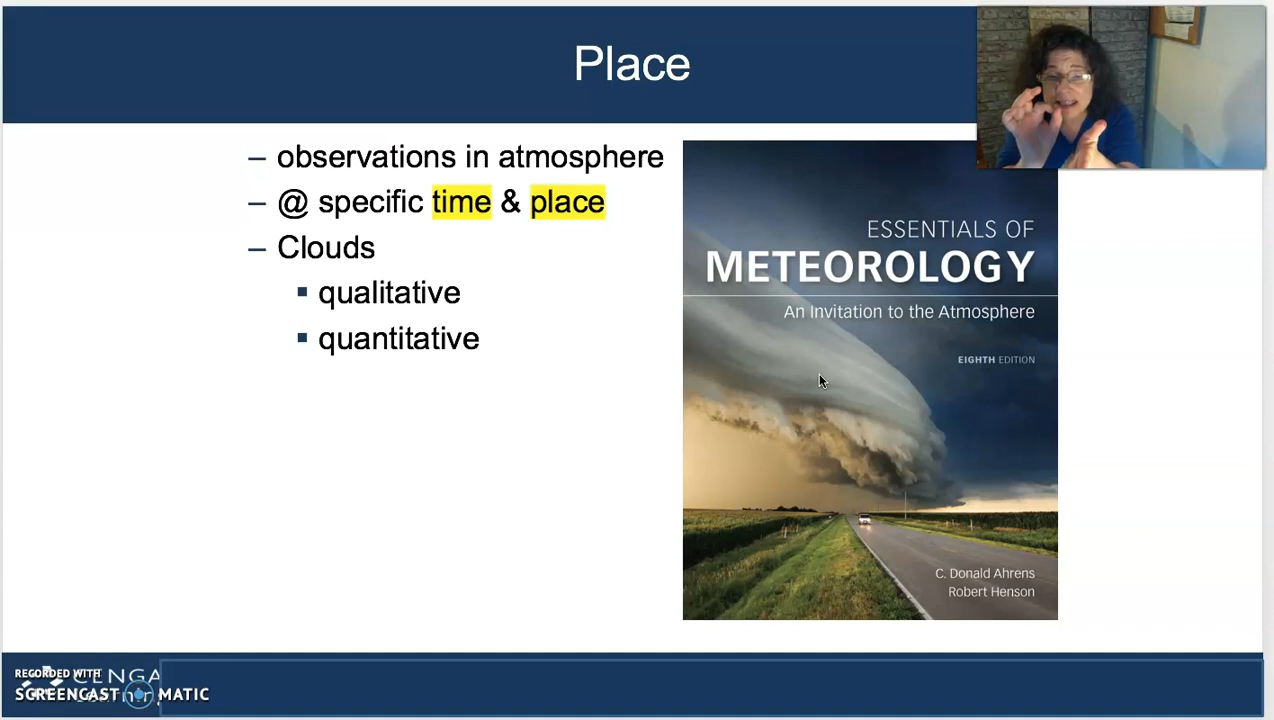 Place
– observations in atmosphere
– @ specific time & place
– Clouds
▪ qualitative
▪ quantitative
ESSENTIALS OF
METEOROLOGY
An Invitation to the Atmosphere
EIGHTH EDITION
C. Donald Ahrens
Robert Henson
RECORDED WITH
SCREENCAST MATIC
CENGA